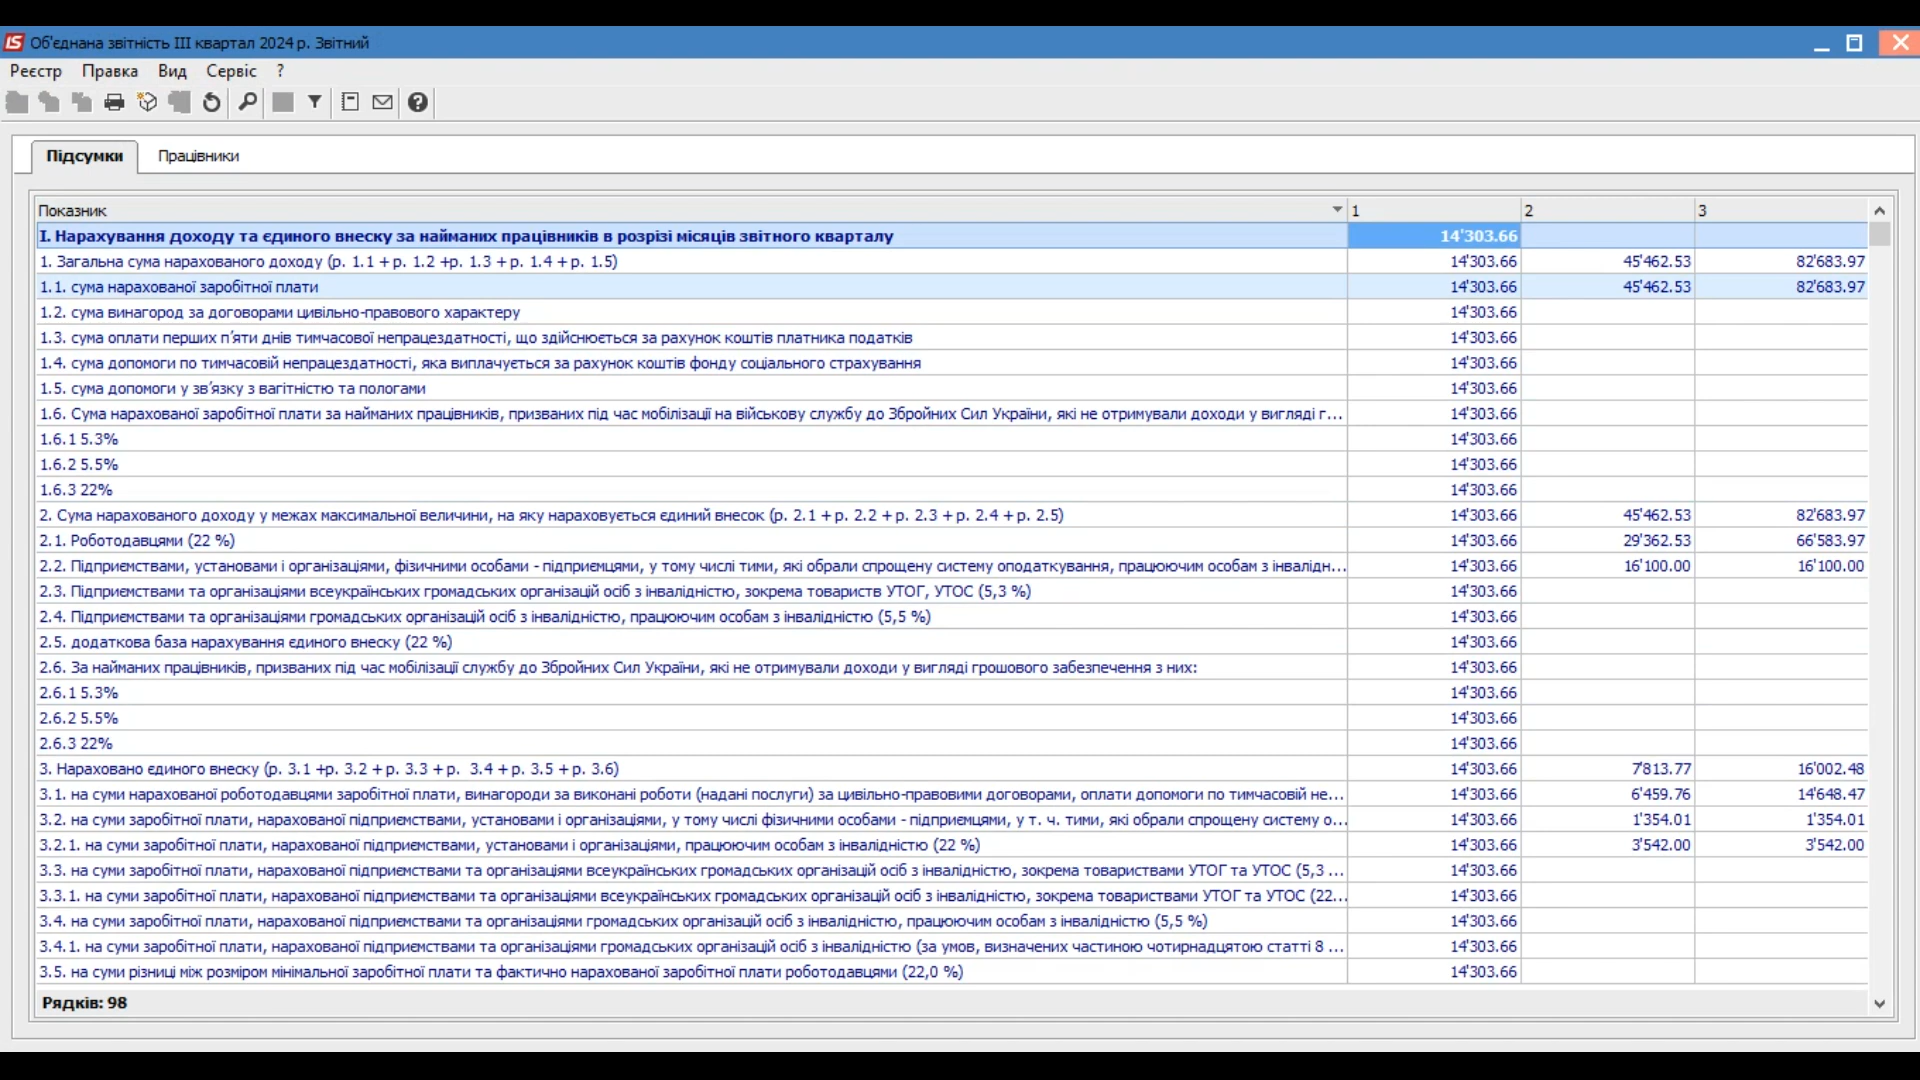 Об'єднана звітність III квартал 2024 р. Звітний
Реєстр Правка Вид Сервіс ?
Підсумки Працівники
Показник 1 2 3
I. Нарахування доходу та єдиного внеску за найманих працівників в розрізі місяців звітного кварталу 14'303.66
1. Загальна сума нарахованого доходу (р. 1.1 + р. 1.2 +р. 1.3 + р. 1.4 + р. 1.5) 14'303.66 45'462.53 82'683.97
1.1. сума нарахованої заробітної плати 14'303.66 45'462.53 82'683.97
1.2. сума винагород за договорами цивільно-правового характеру 14'303.66
1.3. сума оплати перших п’яти днів тимчасової непрацездатності, що здійснюється за рахунок коштів платника податків 14'303.66
1.4. сума допомоги по тимчасовій непрацездатності, яка виплачується за рахунок коштів фонду соціального страхування 14'303.66
1.5. сума допомоги у зв’язку з вагітністю та пологами 14'303.66
1.6. Сума нарахованої заробітної плати за найманих працівників, призваних під час мобілізації на військову службу до Збройних Сил України, які не отримували доходи у вигляді г... 14'303.66
1.6.1 5.3% 14'303.66
1.6.2 5.5% 14'303.66
1.6.3 22% 14'303.66
2. Сума нарахованого доходу у межах максимальної величини, на яку нараховується єдиний внесок (р. 2.1 + р. 2.2 + р. 2.3 + р. 2.4 + р. 2.5) 14'303.66 45'462.53 82'683.97
2.1. Роботодавцями (22 %) 14'303.66 29'362.53 66'583.97
2.2. Підприємствами, установами і організаціями, фізичними особами - підприємцями, у тому числі тими, які обрали спрощену систему оподаткування, працюючим особам з інвалідн... 14'303.66 16'100.00 16'100.00
2.3. Підприємствами та організаціями всеукраїнських громадських організацій осіб з інвалідністю, зокрема товариств УТОГ, УТОС (5,3 %) 14'303.66
2.4. Підприємствами та організаціями громадських організацій осіб з інвалідністю, працюючим особам з інвалідністю (5,5 %) 14'303.66
2.5. додаткова база нарахування єдиного внеску (22 %) 14'303.66
2.6. За найманих працівників, призваних під час мобілізації службу до Збройних Сил України, які не отримували доходи у вигляді грошового забезпечення з них: 14'303.66
2.6.1 5.3% 14'303.66
2.6.2 5.5% 14'303.66
2.6.3 22% 14'303.66
3. Нараховано єдиного внеску (р. 3.1 +р. 3.2 + р. 3.3 + р. 3.4 + р. 3.5 + р. 3.6) 14'303.66 7'813.77 16'002.48
3.1. на суми нарахованої роботодавцями заробітної плати, винагороди за виконані роботи (надані послуги) за цивільно-правовими договорами, оплати допомоги по тимчасовій не... 14'303.66 6'459.76 14'648.47
3.2. на суми заробітної плати, нарахованої підприємствами, установами і організаціями, у тому числі фізичними особами - підприємцями, у т. ч. тими, які обрали спрощену систему о... 14'303.66 1'354.01 1'354.01
3.2.1. на суми заробітної плати, нарахованої підприємствами, установами і організаціями, працюючим особам з інвалідністю (22 %) 14'303.66 3'542.00 3'542.00
3.3. на суми заробітної плати, нарахованої підприємствами та організаціями всеукраїнських громадських організацій осіб з інвалідністю, зокрема товариствами УТОГ та УТОС (5,3 ... 14'303.66
3.3.1. на суми заробітної плати, нарахованої підприємствами та організаціями всеукраїнських громадських організацій осіб з інвалідністю, зокрема товариствами УТОГ та УТОС (22... 14'303.66
3.4. на суми заробітної плати, нарахованої підприємствами та організаціями громадських організацій осіб з інвалідністю, працюючим особам з інвалідністю (5,5 %) 14'303.66
3.4.1. на суми заробітної плати, нарахованої підприємствами та організаціями громадських організацій осіб з інвалідністю (за умов, визначених частиною чотирнадцятою статті 8 ... 14'303.66
3.5. на суми різниці між розміром мінімальної заробітної плати та фактично нарахованої заробітної плати роботодавцями (22,0 %) 14'303.66
Рядків: 98